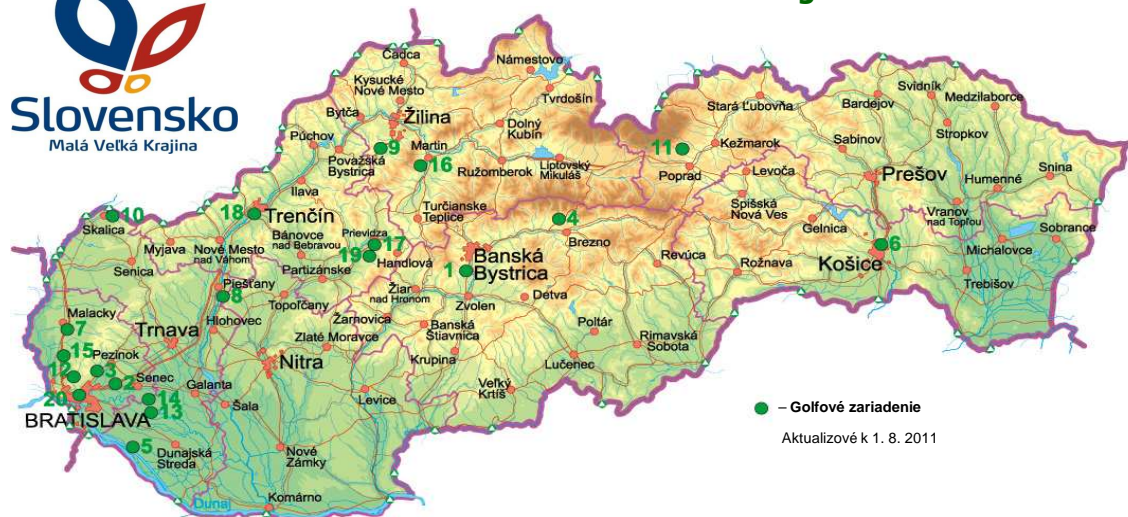 Slovensko
Malá Veľká Krajina
Čadca
Námestovo
Kysucké
Nové Mesto
Tvrdošín
Bytča
Žilina
Dolný
Kubín
Púchov
Považská
Bystrica
9
Martin
16
Ružomberok
Liptovský
Mikuláš
11
Poprad
Kežmarok
Stará Ľubovňa
Bardejov
Svidník
Medzilaborce
Stropkov
Sabinov
Levoča
Prešov
Humenné
Snina
Ilava
10
Skalica
18
Trenčín
Turčianske
Teplice
4
Brezno
Spišská
Nová Ves
Gelnica
Vranov
nad Topľou
Sobrance
Michalovce
6
Košice
Trebišov
Myjava
Nové Mesto
nad Váhom
Bánovce
nad Bebravou
Prievidza
17
19
Handlová
Partizánske
1
Banská
Bystrica
Revúca
Rožnava
Senica
Piešťany
8
Topoľčany
Žiar
nad Hronom
Zvolen
Detva
Malacky
7
Trnava
Hlohovec
Žarnovica
Zlaté Moravce
Banská
Štiavnica
Poltár
Rimavská
Sobota
15
Pezinok
12
3
2
Senec
Nitra
Krupina
Lučenec
20
14
13
Galanta
Šaľa
Levice
Veľký
Krtíš
BRATISLAVA
5
Dunajská
Streda
Nové
Zámky
Dunaj
Komárno
– Golfové zariadenie
Aktualizové k 1. 8. 2011